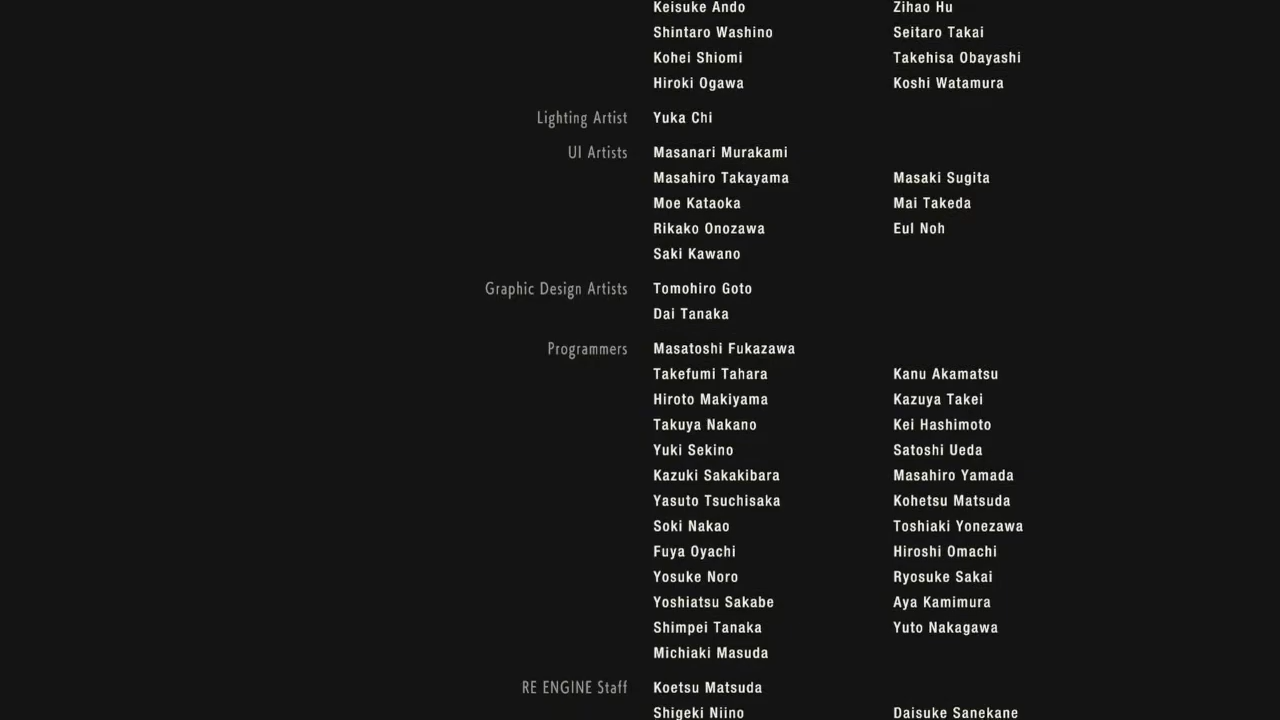 Keisuke Ando Zihao Hu
Shintaro Washino Seitaro Takai
Kohei Shiomi Takehisa Obayashi
Hiroki Ogawa Koshi Watamura
Lighting Artist Yuka Chi
UI Artists Masanari Murakami
Masahiro Takayama Masaki Sugita
Moe Kataoka Mai Takeda
Rikako Onozawa Eul Noh
Saki Kawano
Graphic Design Artists Tomohiro Goto
Dai Tanaka
Programmers Masatoshi Fukazawa
Takefumi Tahara Kanu Akamatsu
Hiroto Makiyama Kazuya Takei
Takuya Nakano Kei Hashimoto
Yuki Sekino Satoshi Ueda
Kazuki Sakakibara Masahiro Yamada
Yasuto Tsuchisaka Kohetsu Matsuda
Soki Nakao Toshiaki Yonezawa
Fuya Oyachi Hiroshi Omachi
Yosuke Noro Ryosuke Sakai
Yoshiatsu Sakabe Aya Kamimura
Shimpei Tanaka Yuto Nakagawa
Michiaki Masuda
RE ENGINE Staff Koetsu Matsuda
Shigeki Niino Daisuke Sanekane